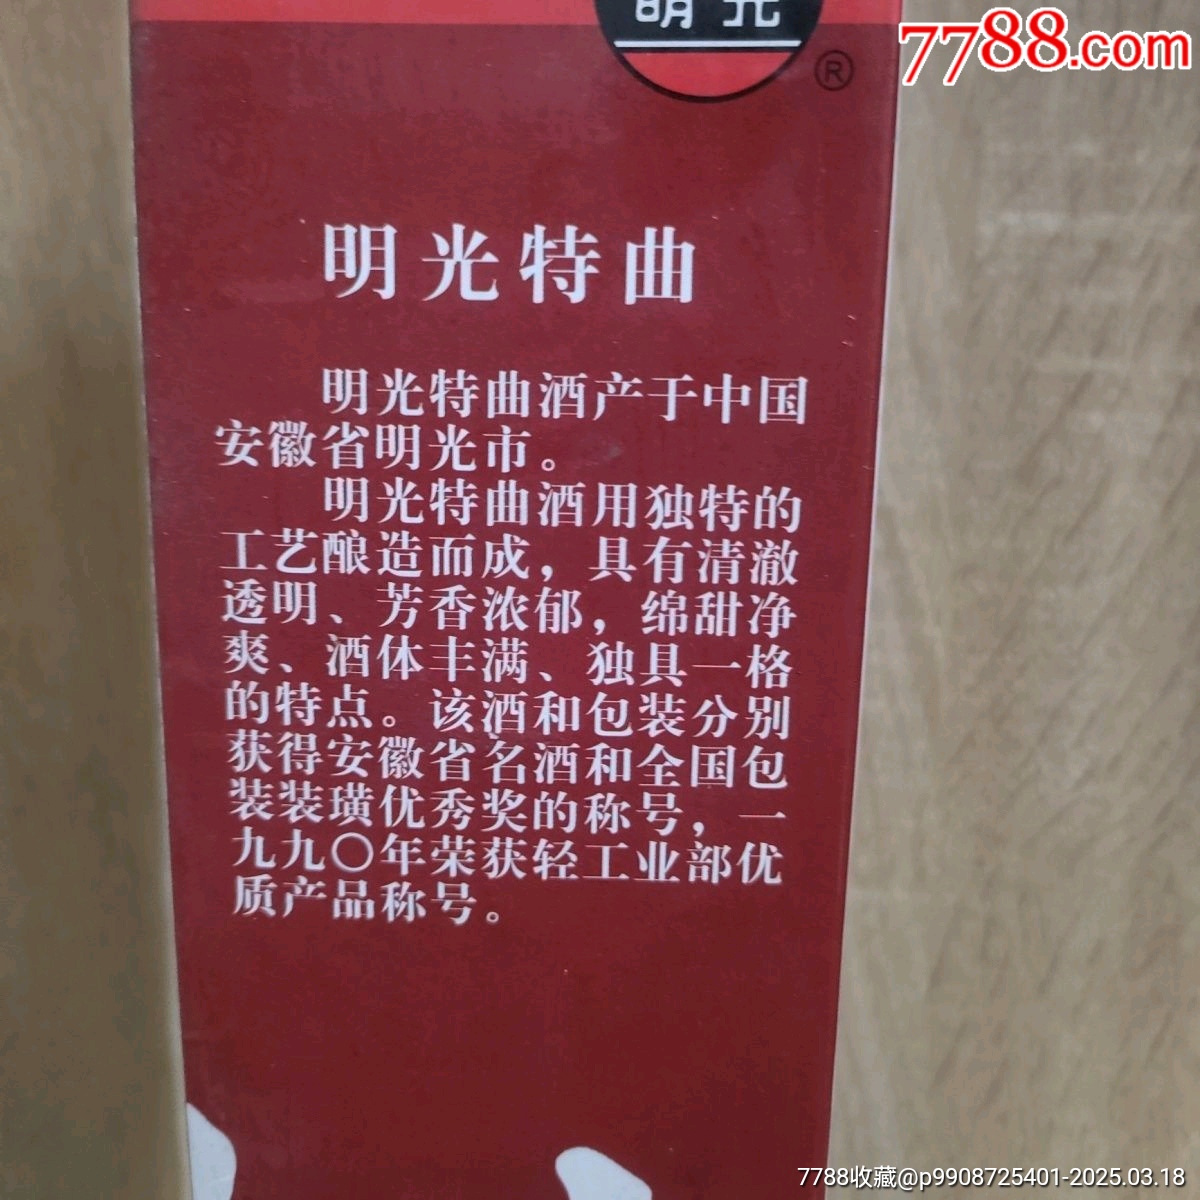 明光
®
7788.com
明光特曲
明光特曲酒产于中国
安徽省明光市。
明光特曲酒用独特的
工艺酿造而成，具有清澈
透明、芳香浓郁，绵甜净
爽、酒体丰满、独具一格
的特点。该酒和包装分别
获得安徽省名酒和全国包
装装璜优秀奖的称号，一
九九〇年荣获轻工业部优
质产品称号。
7788收藏@p9908725401-2025.03.18